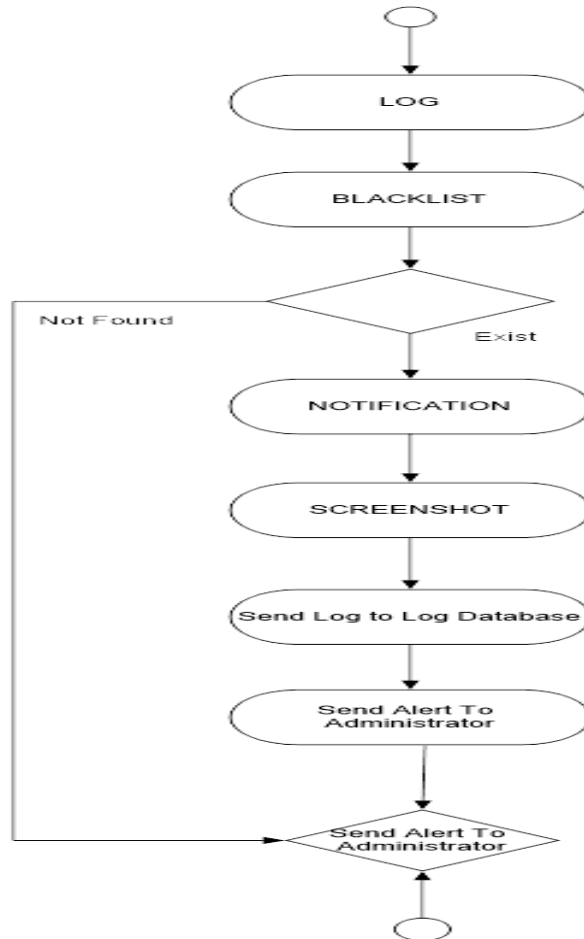 LOG
BLACKLIST
Not Found
Exist
NOTIFICATION
SCREENSHOT
Send Log to Log Database
Send Alert To
Administrator
Send Alert To
Administrator